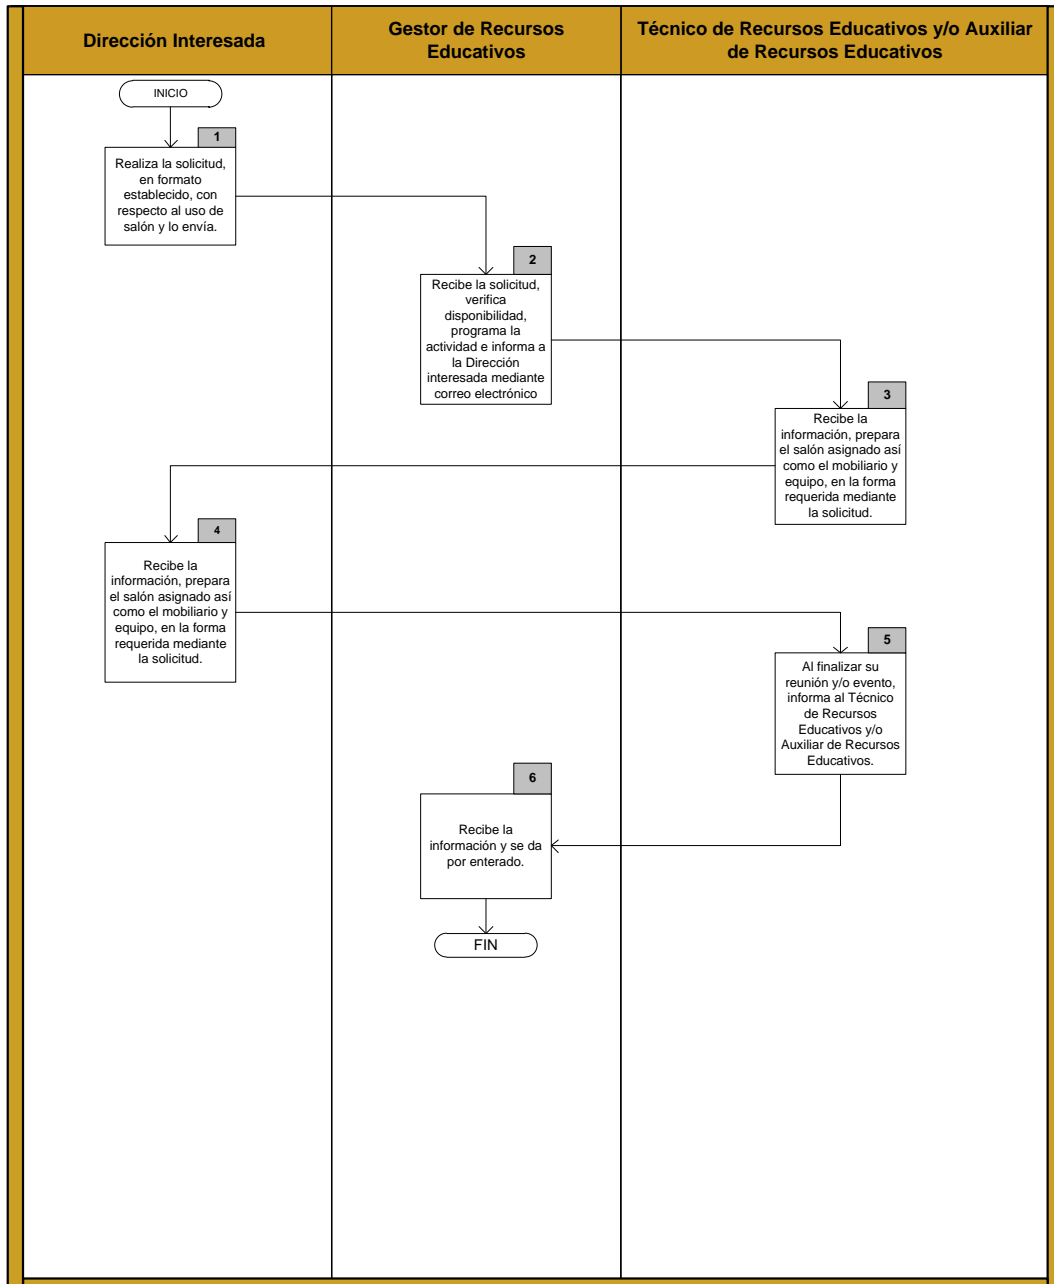 Dirección Interesada
Gestor de Recursos
Educativos
Técnico de Recursos Educativos y/o Auxiliar
de Recursos Educativos
INICIO
1
Realiza la solicitud,
en formato
establecido, con
respecto al uso de
salón y lo envía.
2
Recibe la solicitud,
verifica
disponibilidad,
programa la
actividad e informa a
la Dirección
interesada mediante
correo electrónico
3
Recibe la
información, prepara
el salón asignado así
como el mobiliario y
equipo, en la forma
requerida mediante
la solicitud.
4
Recibe la
información, prepara
el salón asignado así
como el mobiliario y
equipo, en la forma
requerida mediante
la solicitud.
5
Al finalizar su
reunión y/o evento,
informa al Técnico
de Recursos
Educativos y/o
Auxiliar de Recursos
Educativos.
6
Recibe la
información y se da
por enterado.
FIN